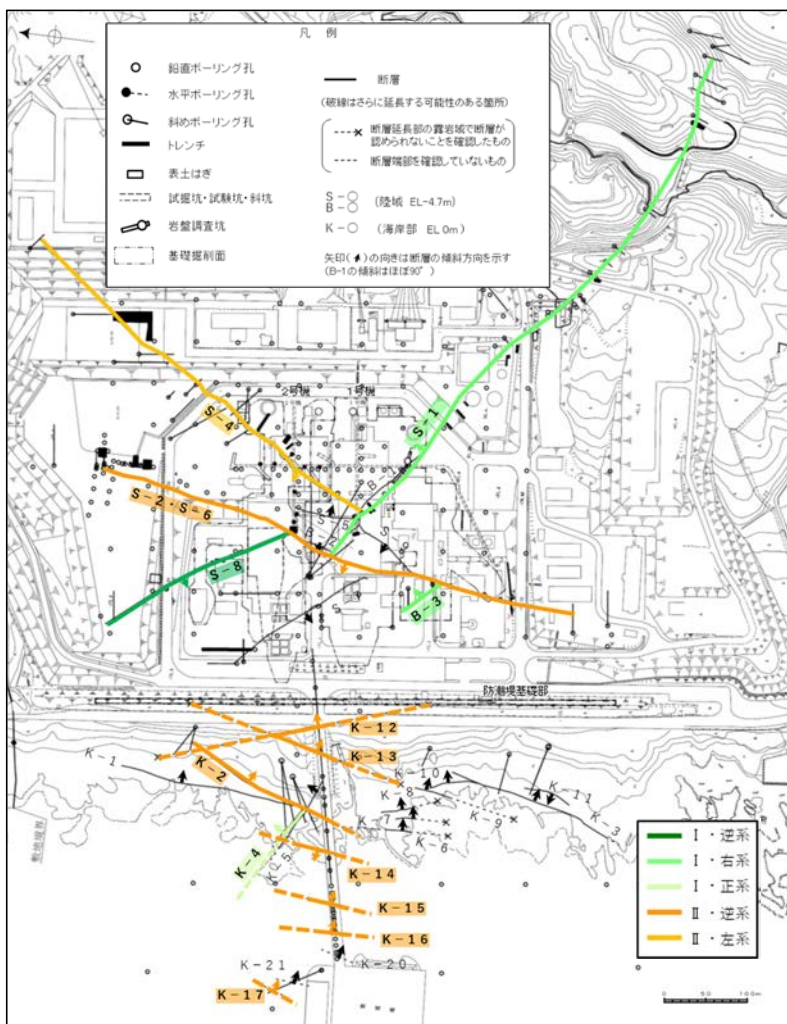 凡 例
鉛直ボーリング孔
水平ボーリング孔
斜めボーリング孔
トレンチ
表土はぎ
試掘坑・試験坑・斜坑
岩盤調査坑
基礎掘削面
断層
(破線はさらに延長する可能性のある箇所)
断層延長部の露岩域で断層が
認められないことを確認したもの
断層端部を確認していないもの
S-○
B-○
(陸域 EL-4.7m)
K-○
(海岸部 EL 0m)
矢印( )の向きは断層の傾斜方向を示す
(B-1の傾斜はほぼ90°)
2号機
1号機
S-1
S-4
S-2・S-6
S-8
B-3
防潮堤基礎部
K-12
K-13
K-1
K-2
K-10
K-8
K-11
K-7
K-9
K-3
K-6
K-4
K-5
K-14
K-15
K-16
K-21
K-20
K-17
敷地境界
Ⅰ・逆系
Ⅰ・右系
Ⅰ・正系
Ⅱ・逆系
Ⅱ・左系
0 50 100m